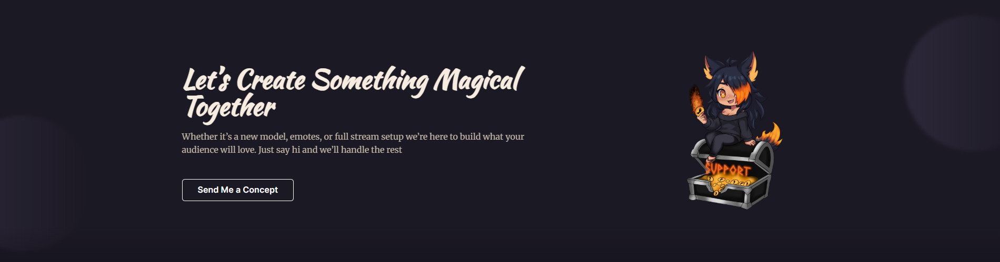 Let's Create Something Magical
Together
Whether it’s a new model, emotes, or full stream setup we’re here to build what your
audience will love. Just say hi and we’ll handle the rest
Send Me a Concept
SUPPORT